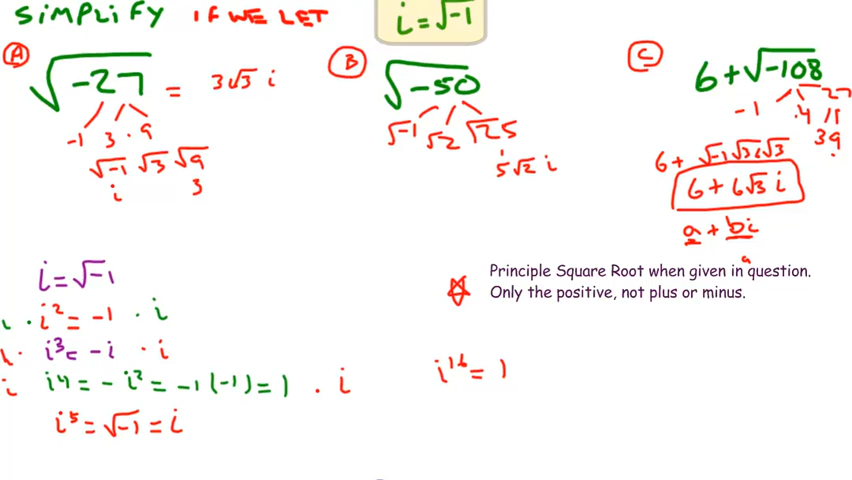 SIMPLIFY IF WE LET
i = √-1
A
√-27 = 3√3 i
-1 3 · 9
√-1 √3 √9
i 3
B
√-50
√-1 √2 √25
5√2 i
C
6 + √-108
-1 · 4 27
3 9
6 + √-1 √36 √3
6 + 6√3 i
a + bi
i = √-1
i · i² = -1 · i
i³ = -i · i
i i4 = - i² = -1 (-1) = 1 · i
i⁵ = √-1 = i
a
Principle Square Root when given in question.
Only the positive, not plus or minus.
i¹⁶ = 1